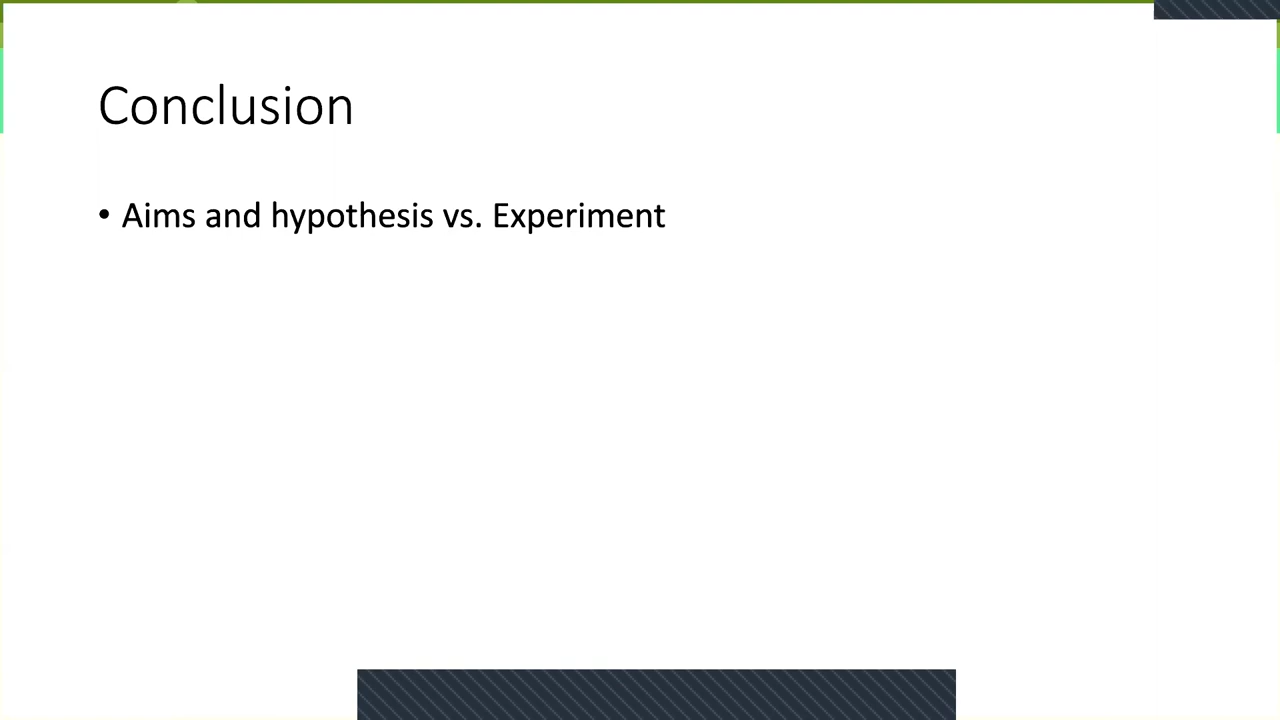 Conclusion
• Aims and hypothesis vs. Experiment